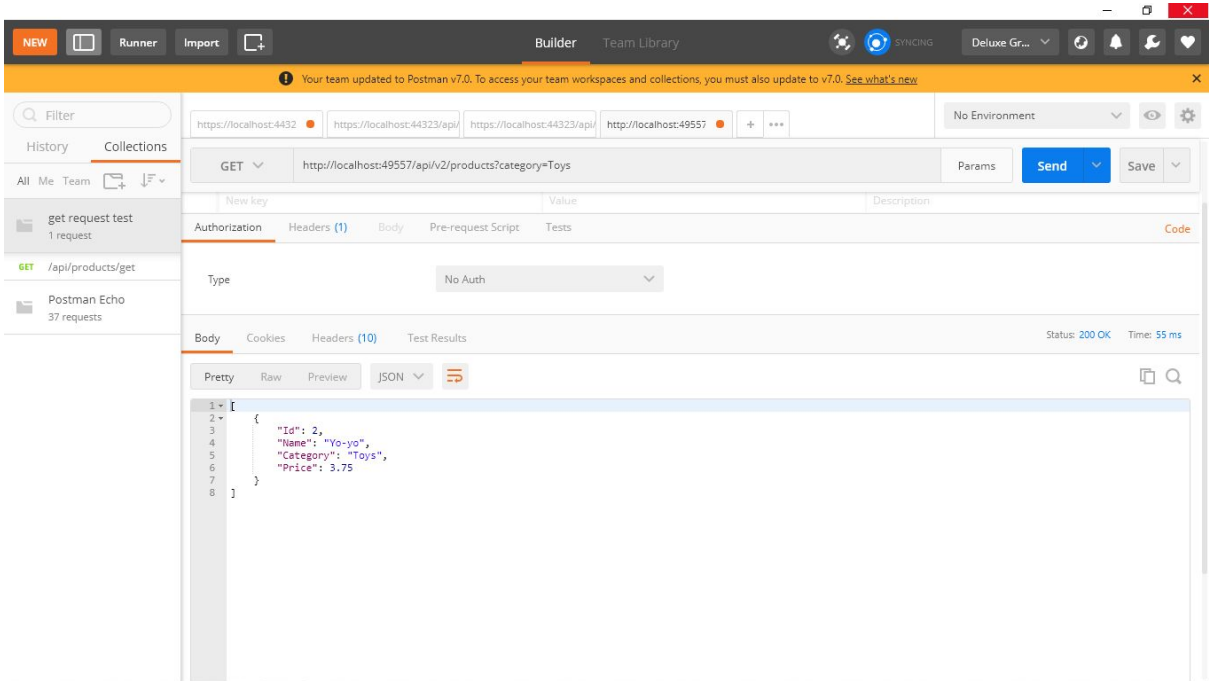 NEW Runner Import Builder Team Library SYNCING Deluxe Gr...
Your team updated to Postman v7.0. To access your team workspaces and collections, you must also update to v7.0. See what's new
Filter
History Collections
All Me Team
get request test
1 request
GET /api/products/get
Postman Echo
37 requests
https://localhost:4432 https://localhost:44323/api/ https://localhost:44323/api/ http://localhost:49557 + •••
No Environment
GET http://localhost:49557/api/v2/products?category=Toys Params Send Save
New key Value Description
Authorization Headers (1) Body Pre-request Script Tests Code
Type No Auth
Body Cookies Headers (10) Test Results Status: 200 OK Time: 55 ms
Pretty Raw Preview JSON
1 [
2 {
3 "Id": 2,
4 "Name": "Yo-yo",
5 "Category": "Toys",
6 "Price": 3.75
7 }
8 ]